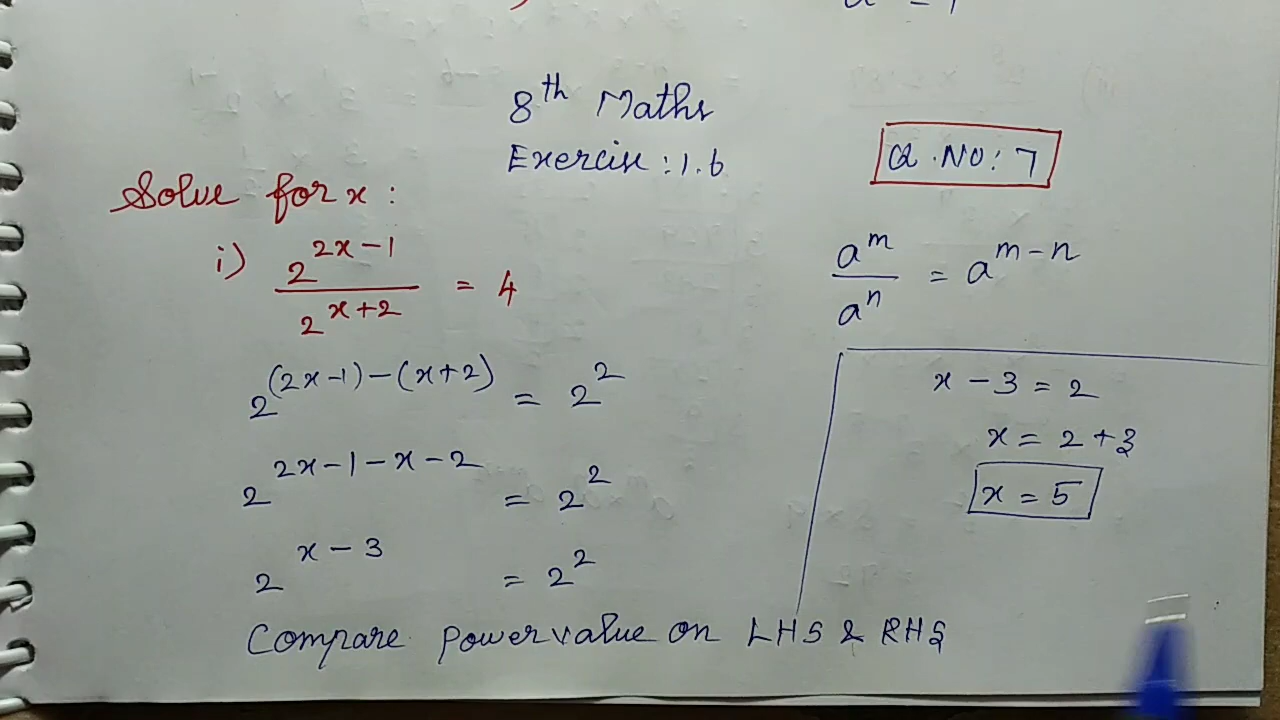 8th Maths
Exercise : 1.6
Q. NO: 7
Solve for x :
i) 2^(2x-1) / 2^(x+2) = 4
a^m / a^n = a^(m-n)
2^((2x-1)-(x+2)) = 2^2
2^(2x-1-x-2) = 2^2
2^(x-3) = 2^2
Compare power value on LHS & RHS
x - 3 = 2
x = 2 + 3
x = 5